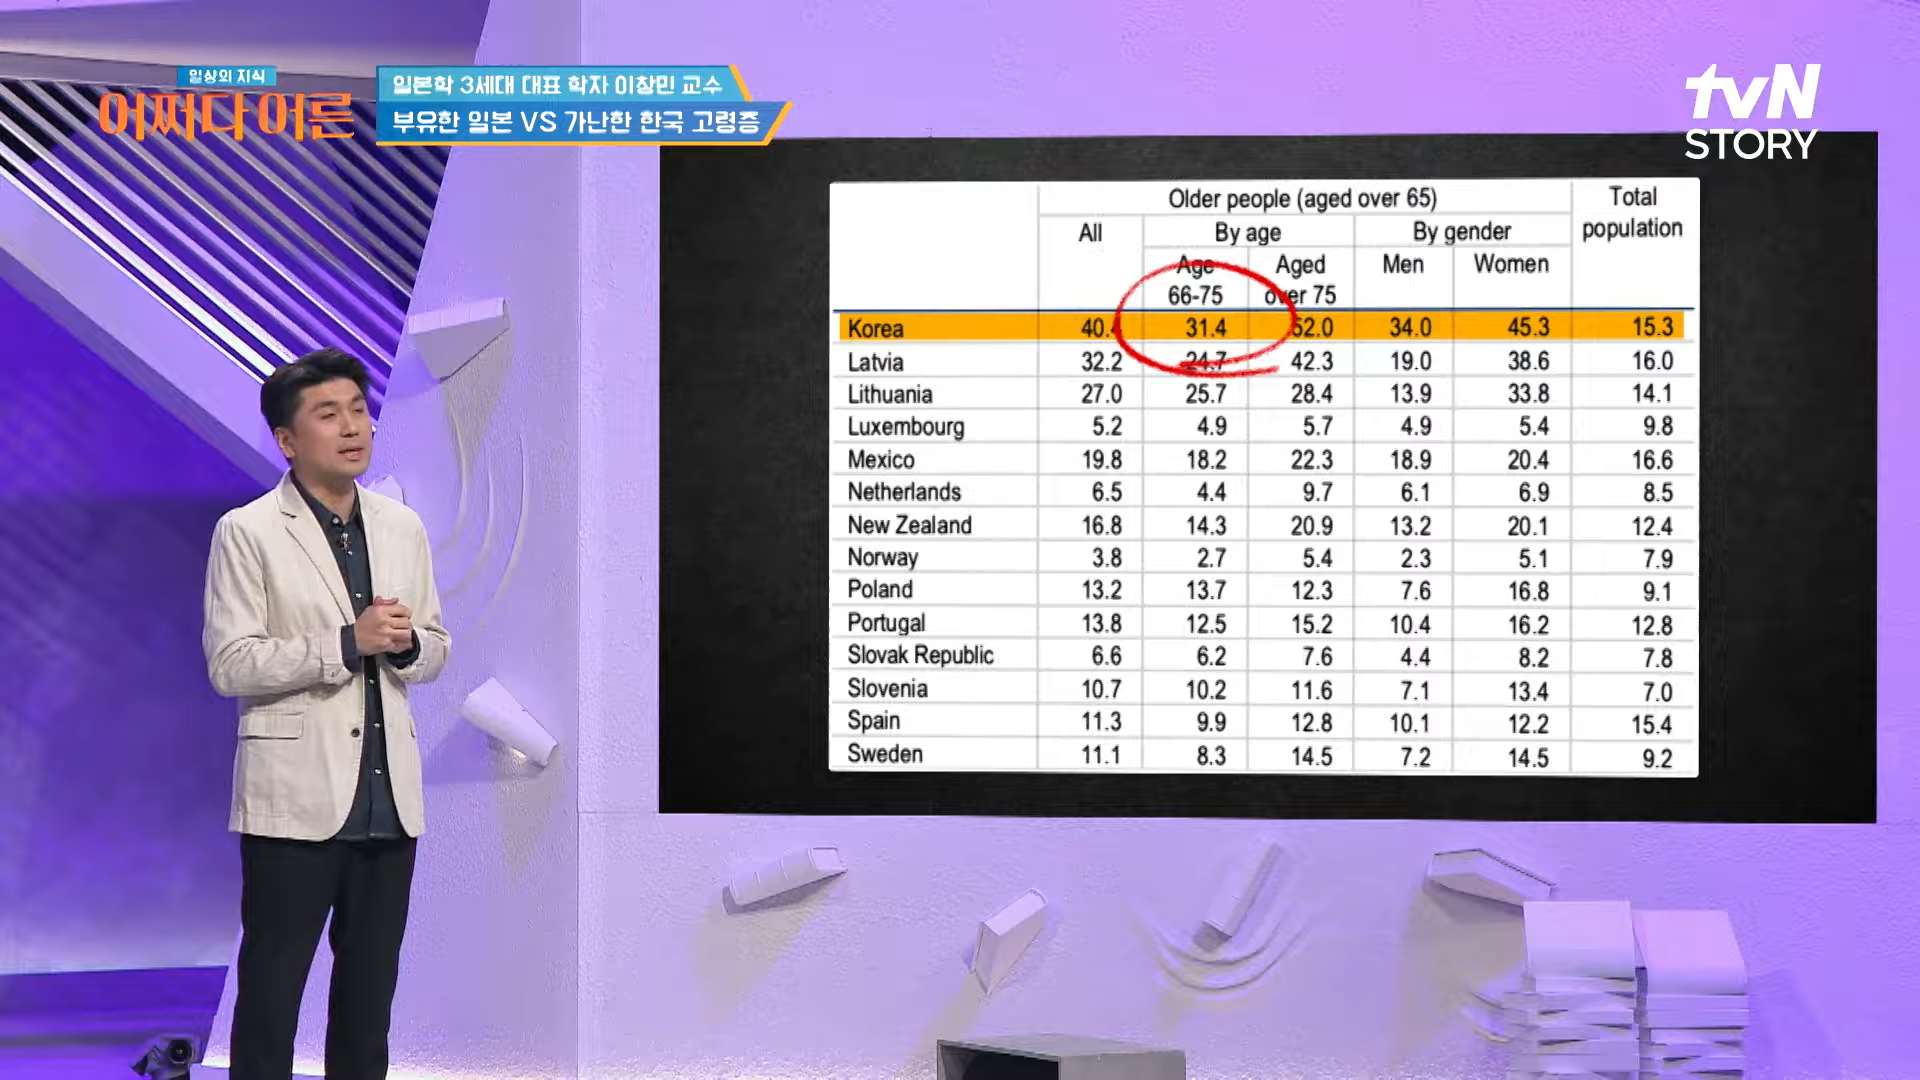 일상의 지식
어쩌다 어른
일본학 3세대 대표 학자 이창민 교수
부유한 일본 VS 가난한 한국 고령층
tvN
STORY
Older people (aged over 65) Total population
All By age By gender
Age 66-75 Aged over 75 Men Women
Korea 40.4 31.4 52.0 34.0 45.3 15.3
Latvia 32.2 24.7 42.3 19.0 38.6 16.0
Lithuania 27.0 25.7 28.4 13.9 33.8 14.1
Luxembourg 5.2 4.9 5.7 4.9 5.4 9.8
Mexico 19.8 18.2 22.3 18.9 20.4 16.6
Netherlands 6.5 4.4 9.7 6.1 6.9 8.5
New Zealand 16.8 14.3 20.9 13.2 20.1 12.4
Norway 3.8 2.7 5.4 2.3 5.1 7.9
Poland 13.2 13.7 12.3 7.6 16.8 9.1
Portugal 13.8 12.5 15.2 10.4 16.2 12.8
Slovak Republic 6.6 6.2 7.6 4.4 8.2 7.8
Slovenia 10.7 10.2 11.6 7.1 13.4 7.0
Spain 11.3 9.9 12.8 10.1 12.2 15.4
Sweden 11.1 8.3 14.5 7.2 14.5 9.2